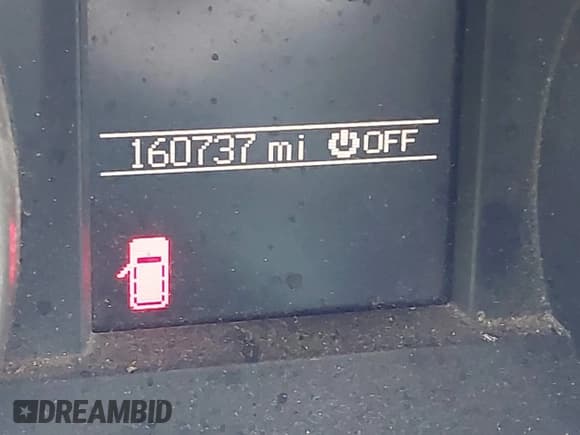 160737 mi OFF
DREAMBID